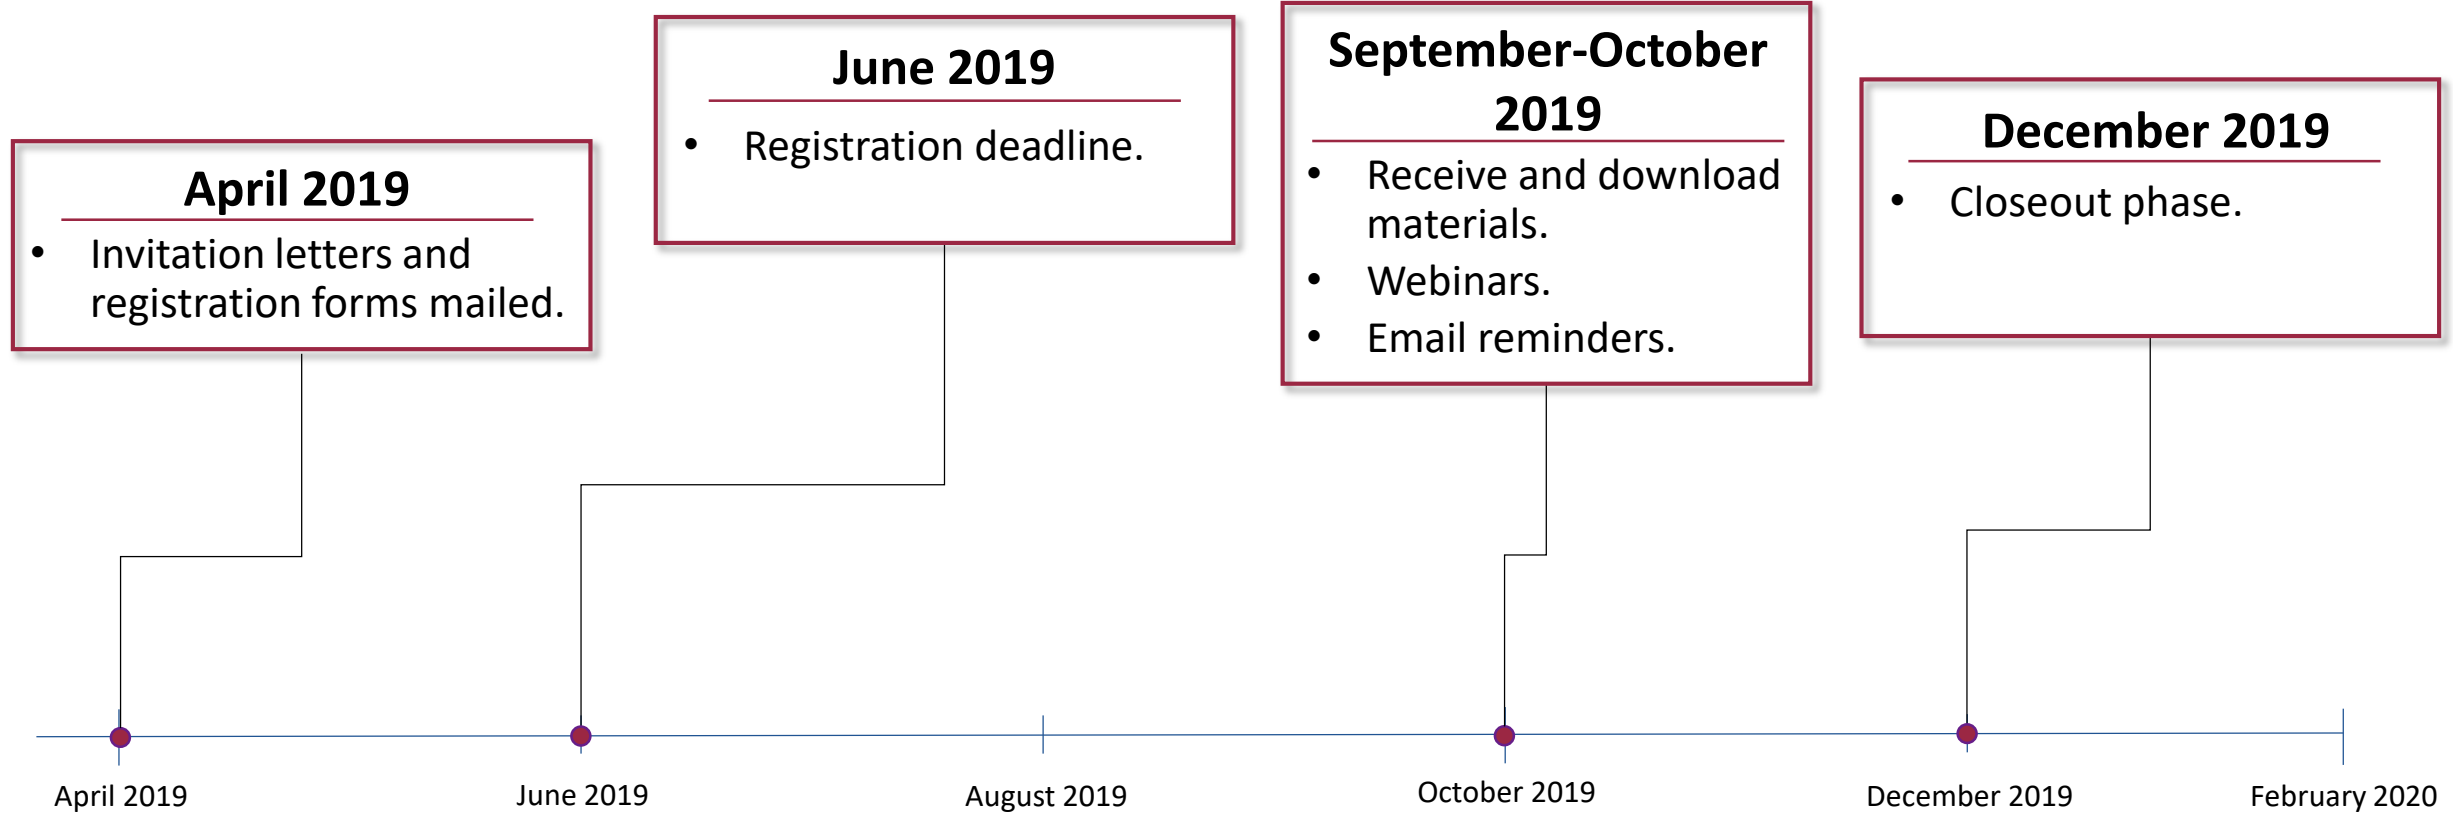 April 2019
• Invitation letters and
registration forms mailed.
June 2019
• Registration deadline.
September-October
2019
• Receive and download
materials.
• Webinars.
• Email reminders.
December 2019
• Closeout phase.
April 2019
June 2019
August 2019
October 2019
December 2019
February 2020